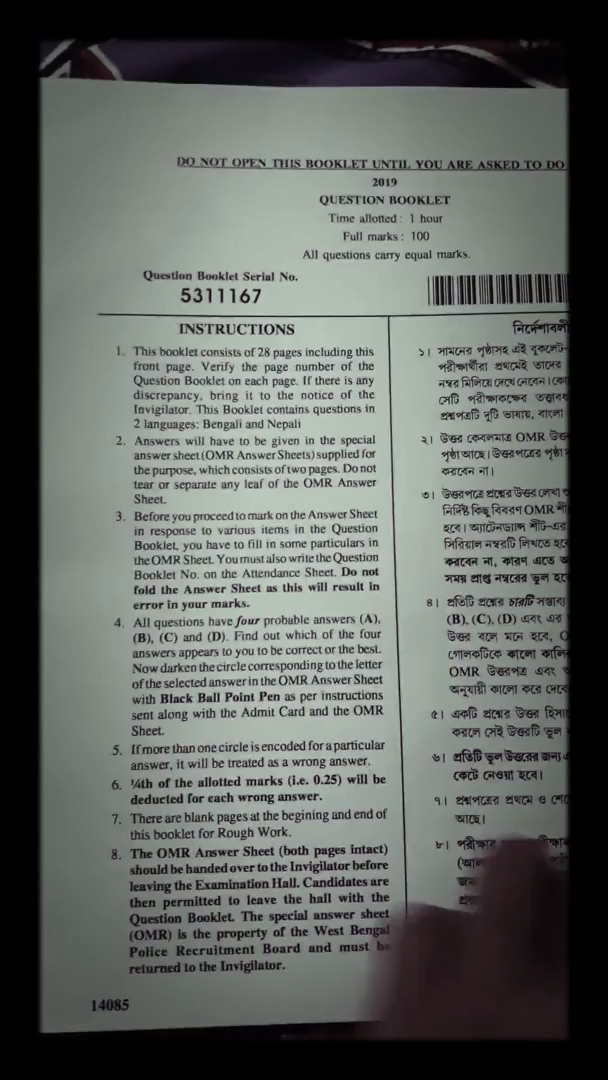 DO NOT OPEN THIS BOOKLET UNTIL YOU ARE ASKED TO DO
2019
QUESTION BOOKLET
Time allotted : 1 hour
Full marks : 100
All questions carry equal marks.
Question Booklet Serial No.
5311167
INSTRUCTIONS
1. This booklet consists of 28 pages including this
front page. Verify the page number of the
Question Booklet on each page. If there is any
discrepancy, bring it to the notice of the
Invigilator. This Booklet contains questions in
2 languages: Bengali and Nepali
2. Answers will have to be given in the special
answer sheet (OMR Answer Sheets) supplied for
the purpose, which consists of two pages. Do not
tear or separate any leaf of the OMR Answer
Sheet.
3. Before you proceed to mark on the Answer Sheet
in response to various items in the Question
Booklet, you have to fill in some particulars in
the OMR Sheet. You must also write the Question
Booklet No. on the Attendance Sheet. Do not
fold the Answer Sheet as this will result in
error in your marks.
4. All questions have four probable answers (A),
(B), (C) and (D). Find out which of the four
answers appears to you to be correct or the best.
Now darken the circle corresponding to the letter
of the selected answer in the OMR Answer Sheet
with Black Ball Point Pen as per instructions
sent along with the Admit Card and the OMR
Sheet.
5. If more than one circle is encoded for a particular
answer, it will be treated as a wrong answer.
6. ¼th of the allotted marks (i.e. 0.25) will be
deducted for each wrong answer.
7. There are blank pages at the begining and end of
this booklet for Rough Work.
8. The OMR Answer Sheet (both pages intact)
should be handed over to the Invigilator before
leaving the Examination Hall. Candidates are
then permitted to leave the hall with the
Question Booklet. The special answer sheet
(OMR) is the property of the West Bengal
Police Recruitment Board and must be
returned to the Invigilator.
14085
নির্দেশাবলী
১। সামনের পৃষ্ঠাসহ এই বুকলেট-
পরীক্ষার্থীরা প্রথমেই তাদের
নম্বর মিলিয়ে দেখে নেবেন। কো
সেটি পরীক্ষাকক্ষের তত্ত্বাবধ
প্রশ্নপত্রটি দুটি ভাষায়, বাংলা
২। উত্তর কেবলমাত্র OMR উত্ত
পৃষ্ঠা আছে। উত্তরপত্রের পৃষ্ঠা
করবেন না।
৩। উত্তরপত্রে প্রশ্নের উত্তর লেখা
নির্দিষ্ট কিছু বিবরণ OMR শী
হবে। অ্যাটেনড্যান্স শীট-এর
সিরিয়াল নম্বরটি লিখতে হবে
করবেন না, কারণ এতে
সময় প্রাপ্ত নম্বরের ভুল হতে
৪। প্রতিটি প্রশ্নের চারটি সম্ভাব্য
(B), (C), (D) এবং এর
উত্তর বলে মনে হবে, O
গোলকটিকে কালো কালি
OMR উত্তরপত্র এবং
অনুযায়ী কালো করে দেবে
৫। একটি প্রশ্নের উত্তর হিসা
করলে সেই উত্তরটি ভুল
৬। প্রতিটি ভুল উত্তরের জন্য
কেটে নেওয়া হবে।
৭। প্রশ্নপত্রের প্রথমে ও শে
আছে।
৮।